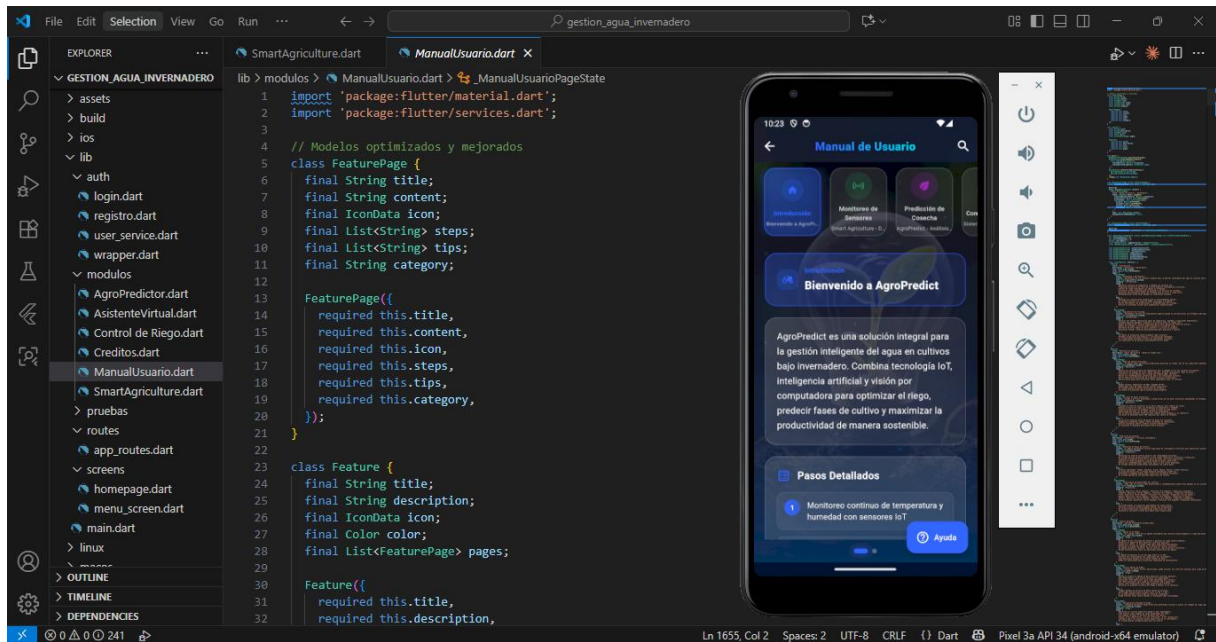 File Edit Selection View Go Run ··· gestion_agua_invernadero
EXPLORER ···
GESTION_AGUA_INVERNADERO
assets
build
ios
lib
auth
login.dart
registro.dart
user_service.dart
wrapper.dart
modulos
AgroPredictor.dart
AsistenteVirtual.dart
Control de Riego.dart
Creditos.dart
ManualUsuario.dart
SmartAgriculture.dart
pruebas
routes
app_routes.dart
screens
homepage.dart
menu_screen.dart
main.dart
linux
macos
OUTLINE
TIMELINE
DEPENDENCIES
SmartAgriculture.dart ManualUsuario.dart
lib > modulos > ManualUsuario.dart > _ManualUsuarioPageState
1 import 'package:flutter/material.dart';
2 import 'package:flutter/services.dart';
3
4 // Modelos optimizados y mejorados
5 class FeaturePage {
6 final String title;
7 final String content;
8 final IconData icon;
9 final List<String> steps;
10 final List<String> tips;
11 final String category;
12
13 FeaturePage({
14 required this.title,
15 required this.content,
16 required this.icon,
17 required this.steps,
18 required this.tips,
19 required this.category,
20 });
21 }
22
23 class Feature {
24 final String title;
25 final String description;
26 final IconData icon;
27 final Color color;
28 final List<FeaturePage> pages;
29
30 Feature({
31 required this.title,
32 required this.description,
10:23
Manual de Usuario
Introducción
Bienvenido a AgroP...
Monitoreo de
Sensores
Smart Agriculture - D...
Predicción de
Cosecha
AgroPredict - Análisis...
Con
Introducción
Bienvenido a AgroPredict
AgroPredict es una solución integral para
la gestión inteligente del agua en cultivos
bajo invernadero. Combina tecnología IoT,
inteligencia artificial y visión por
computadora para optimizar el riego,
predecir fases de cultivo y maximizar la
productividad de manera sostenible.
Pasos Detallados
1 Monitoreo continuo de temperatura y
humedad con sensores IoT
Ayuda
0 0 241 Ln 1655, Col 2 Spaces: 2 UTF-8 CRLF {} Dart Pixel 3a API 34 (android-x64 emulator)